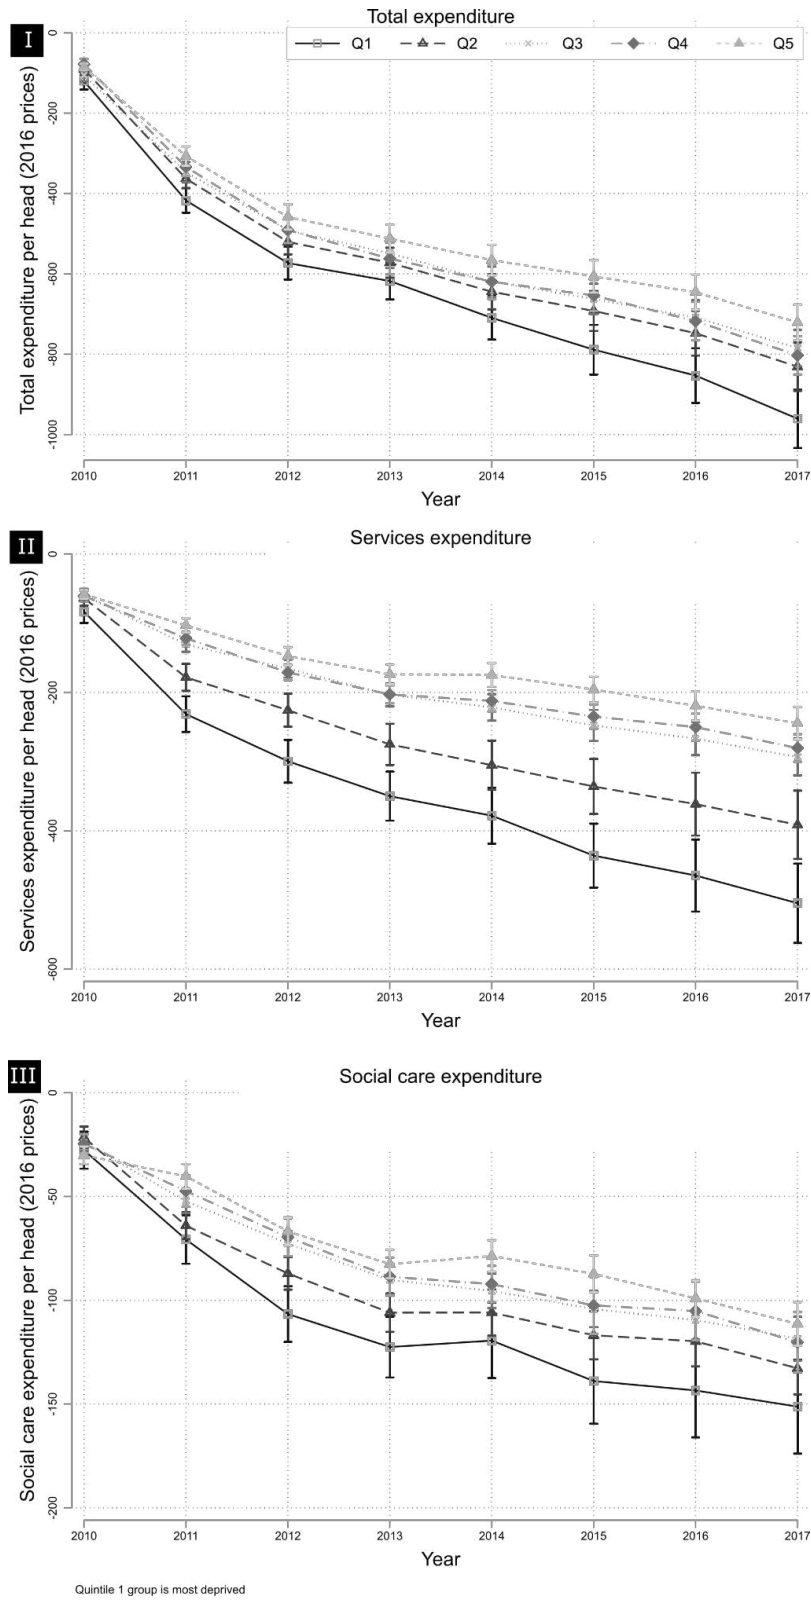 Total expenditure
I
Q1 Q2 Q3 Q4 Q5
Total expenditure per head (2016 prices)
0
-200
-400
-600
-800
-1000
2010 2011 2012 2013 2014 2015 2016 2017
Year
II
Services expenditure
Services expenditure per head (2016 prices)
0
-200
-400
-600
2010 2011 2012 2013 2014 2015 2016 2017
Year
III
Social care expenditure
Social care expenditure per head (2016 prices)
0
-50
-100
-150
-200
2010 2011 2012 2013 2014 2015 2016 2017
Year
Quintile 1 group is most deprived